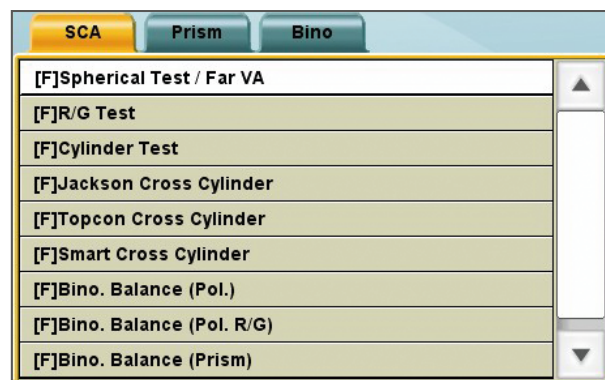 SCA Prism Bino
[F]Spherical Test / Far VA
[F]R/G Test
[F]Cylinder Test
[F]Jackson Cross Cylinder
[F]Topcon Cross Cylinder
[F]Smart Cross Cylinder
[F]Bino. Balance (Pol.)
[F]Bino. Balance (Pol. R/G)
[F]Bino. Balance (Prism)